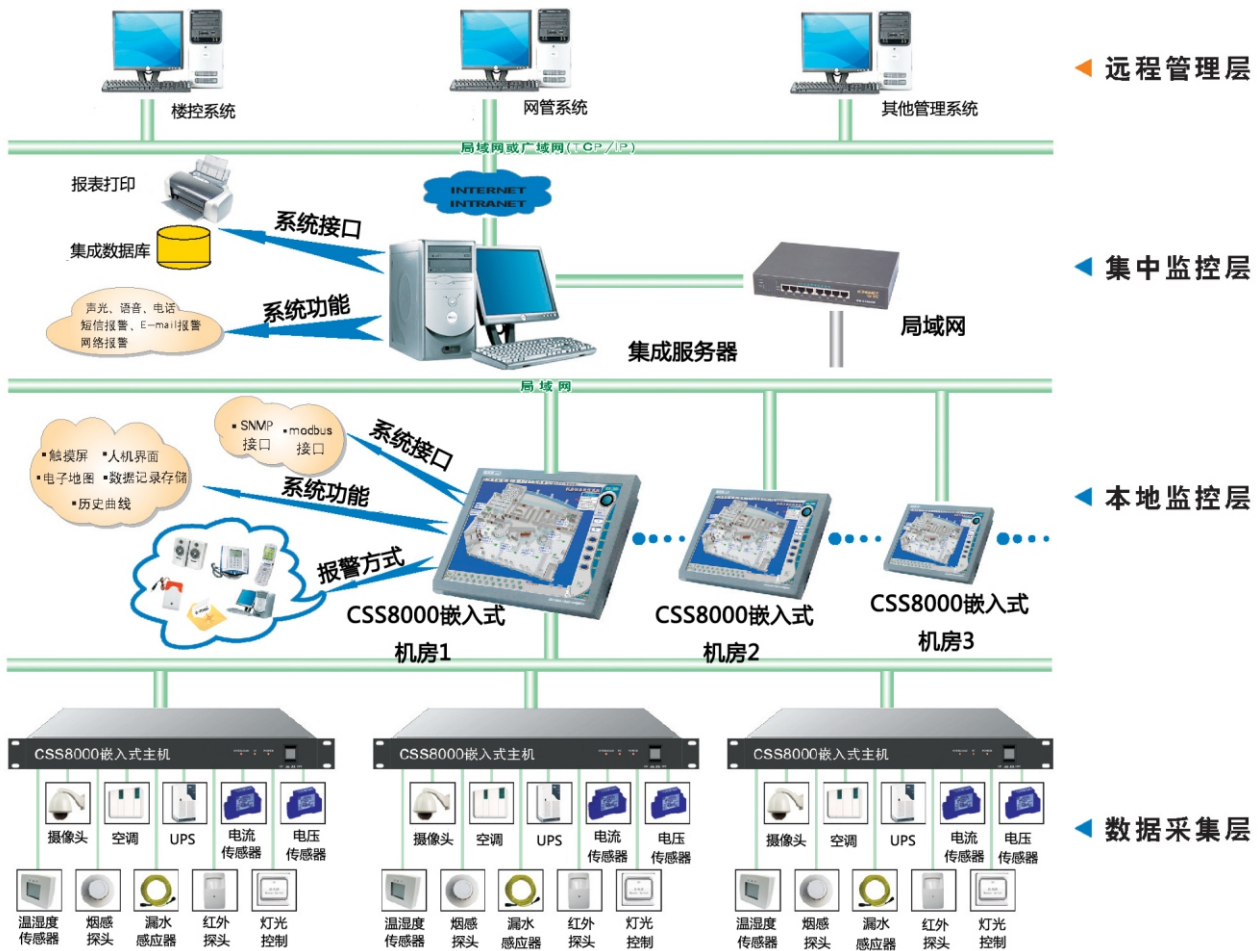 楼控系统
网管系统
其他管理系统
远程管理层
局域网或广域网(TCP/IP)
报表打印
集成数据库
系统接口
INTERNET
INTRANET
集中监控层
声光、语音、电话
短信报警、E-mail报警
网络报警
系统功能
集成服务器
局域网
局域网
▪SNMP
接口
▪modbus
接口
系统接口
▪触摸屏 ▪人机界面
▪电子地图 ▪数据记录存储
▪历史曲线
系统功能
报警方式
本地监控层
CSS8000嵌入式
机房1
CSS8000嵌入式
机房2
CSS8000嵌入式
机房3
CSS8000嵌入式主机
CSS8000嵌入式主机
CSS8000嵌入式主机
摄像头
空调
UPS
电流
传感器
电压
传感器
摄像头
空调
UPS
电流
传感器
电压
传感器
摄像头
空调
UPS
电流
传感器
电压
传感器
数据采集层
温湿度
传感器
烟感
探头
漏水
感应器
红外
探头
灯光
控制
温湿度
传感器
烟感
探头
漏水
感应器
红外
探头
灯光
控制
温湿度
传感器
烟感
探头
漏水
感应器
红外
探头
灯光
控制